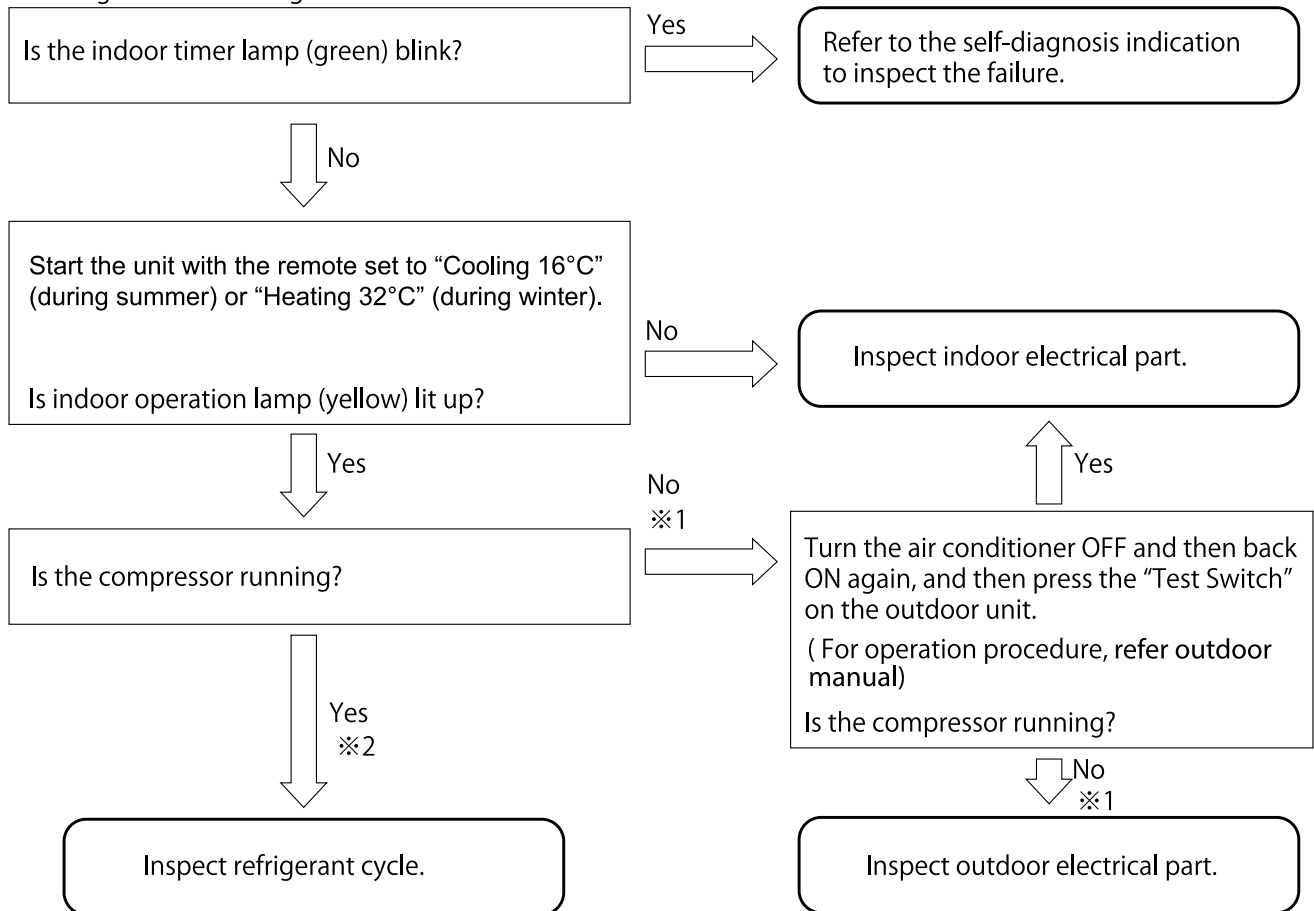 Is the indoor timer lamp (green) blink?
Yes
Refer to the self-diagnosis indication
to inspect the failure.
No
Start the unit with the remote set to “Cooling 16°C”
(during summer) or “Heating 32°C” (during winter).
Is indoor operation lamp (yellow) lit up?
No
Inspect indoor electrical part.
Yes
Yes
No
※1
Is the compressor running?
Turn the air conditioner OFF and then back
ON again, and then press the “Test Switch”
on the outdoor unit.
( For operation procedure, refer outdoor
manual)
Is the compressor running?
Yes
※2
No
※1
Inspect refrigerant cycle.
Inspect outdoor electrical part.